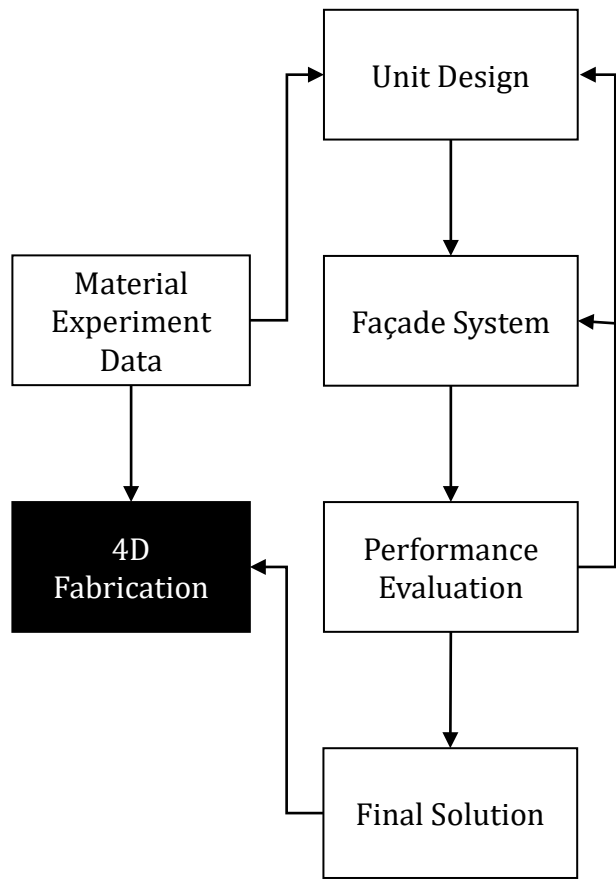 Unit Design
Material
Experiment
Data
Façade System
4D
Fabrication
Performance
Evaluation
Final Solution